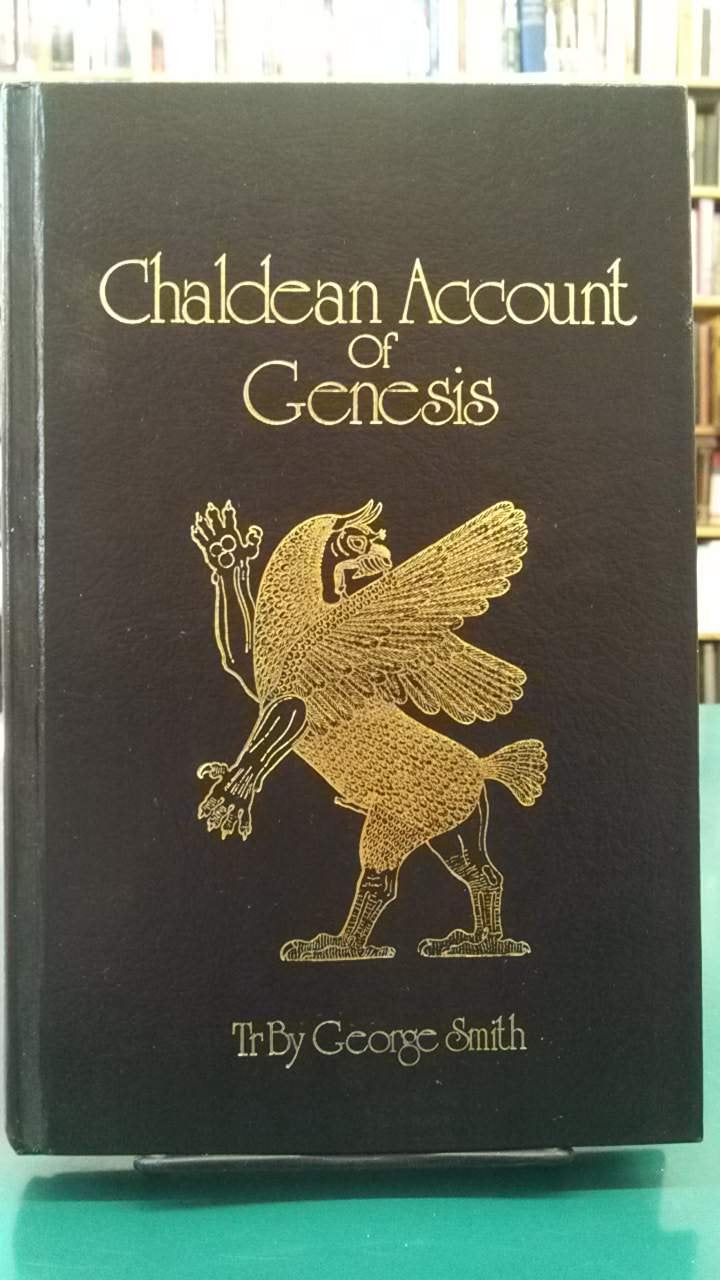 Chaldean Account
Of
Genesis
Tr By George Smith